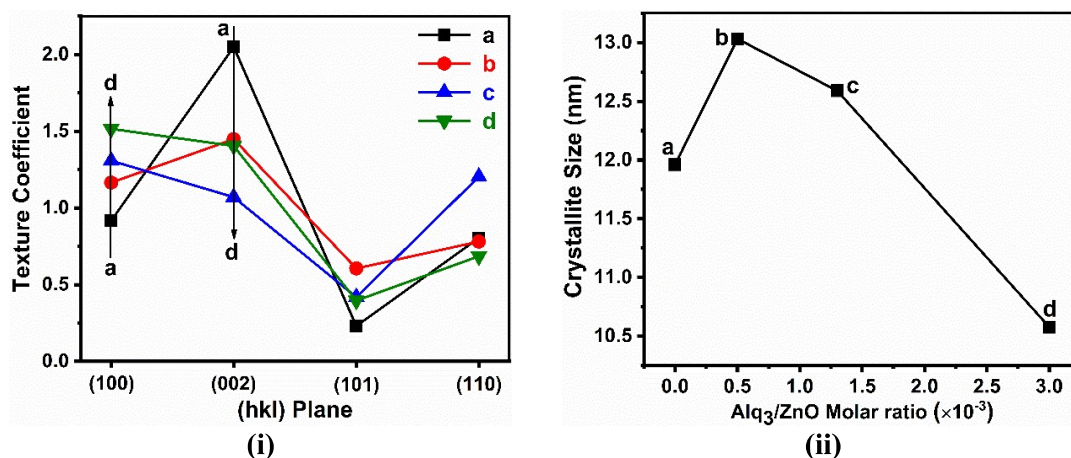 Texture Coefficient
2.0
1.5
1.0
0.5
0.0
d
a
a
d
a
b
c
d
(100) (002) (101) (110)
(hkl) Plane
(i)
Crystallite Size (nm)
13.0
12.5
12.0
11.5
11.0
10.5
a
b
c
d
0.0 0.5 1.0 1.5 2.0 2.5 3.0
Alq3/ZnO Molar ratio (×10-3)
(ii)